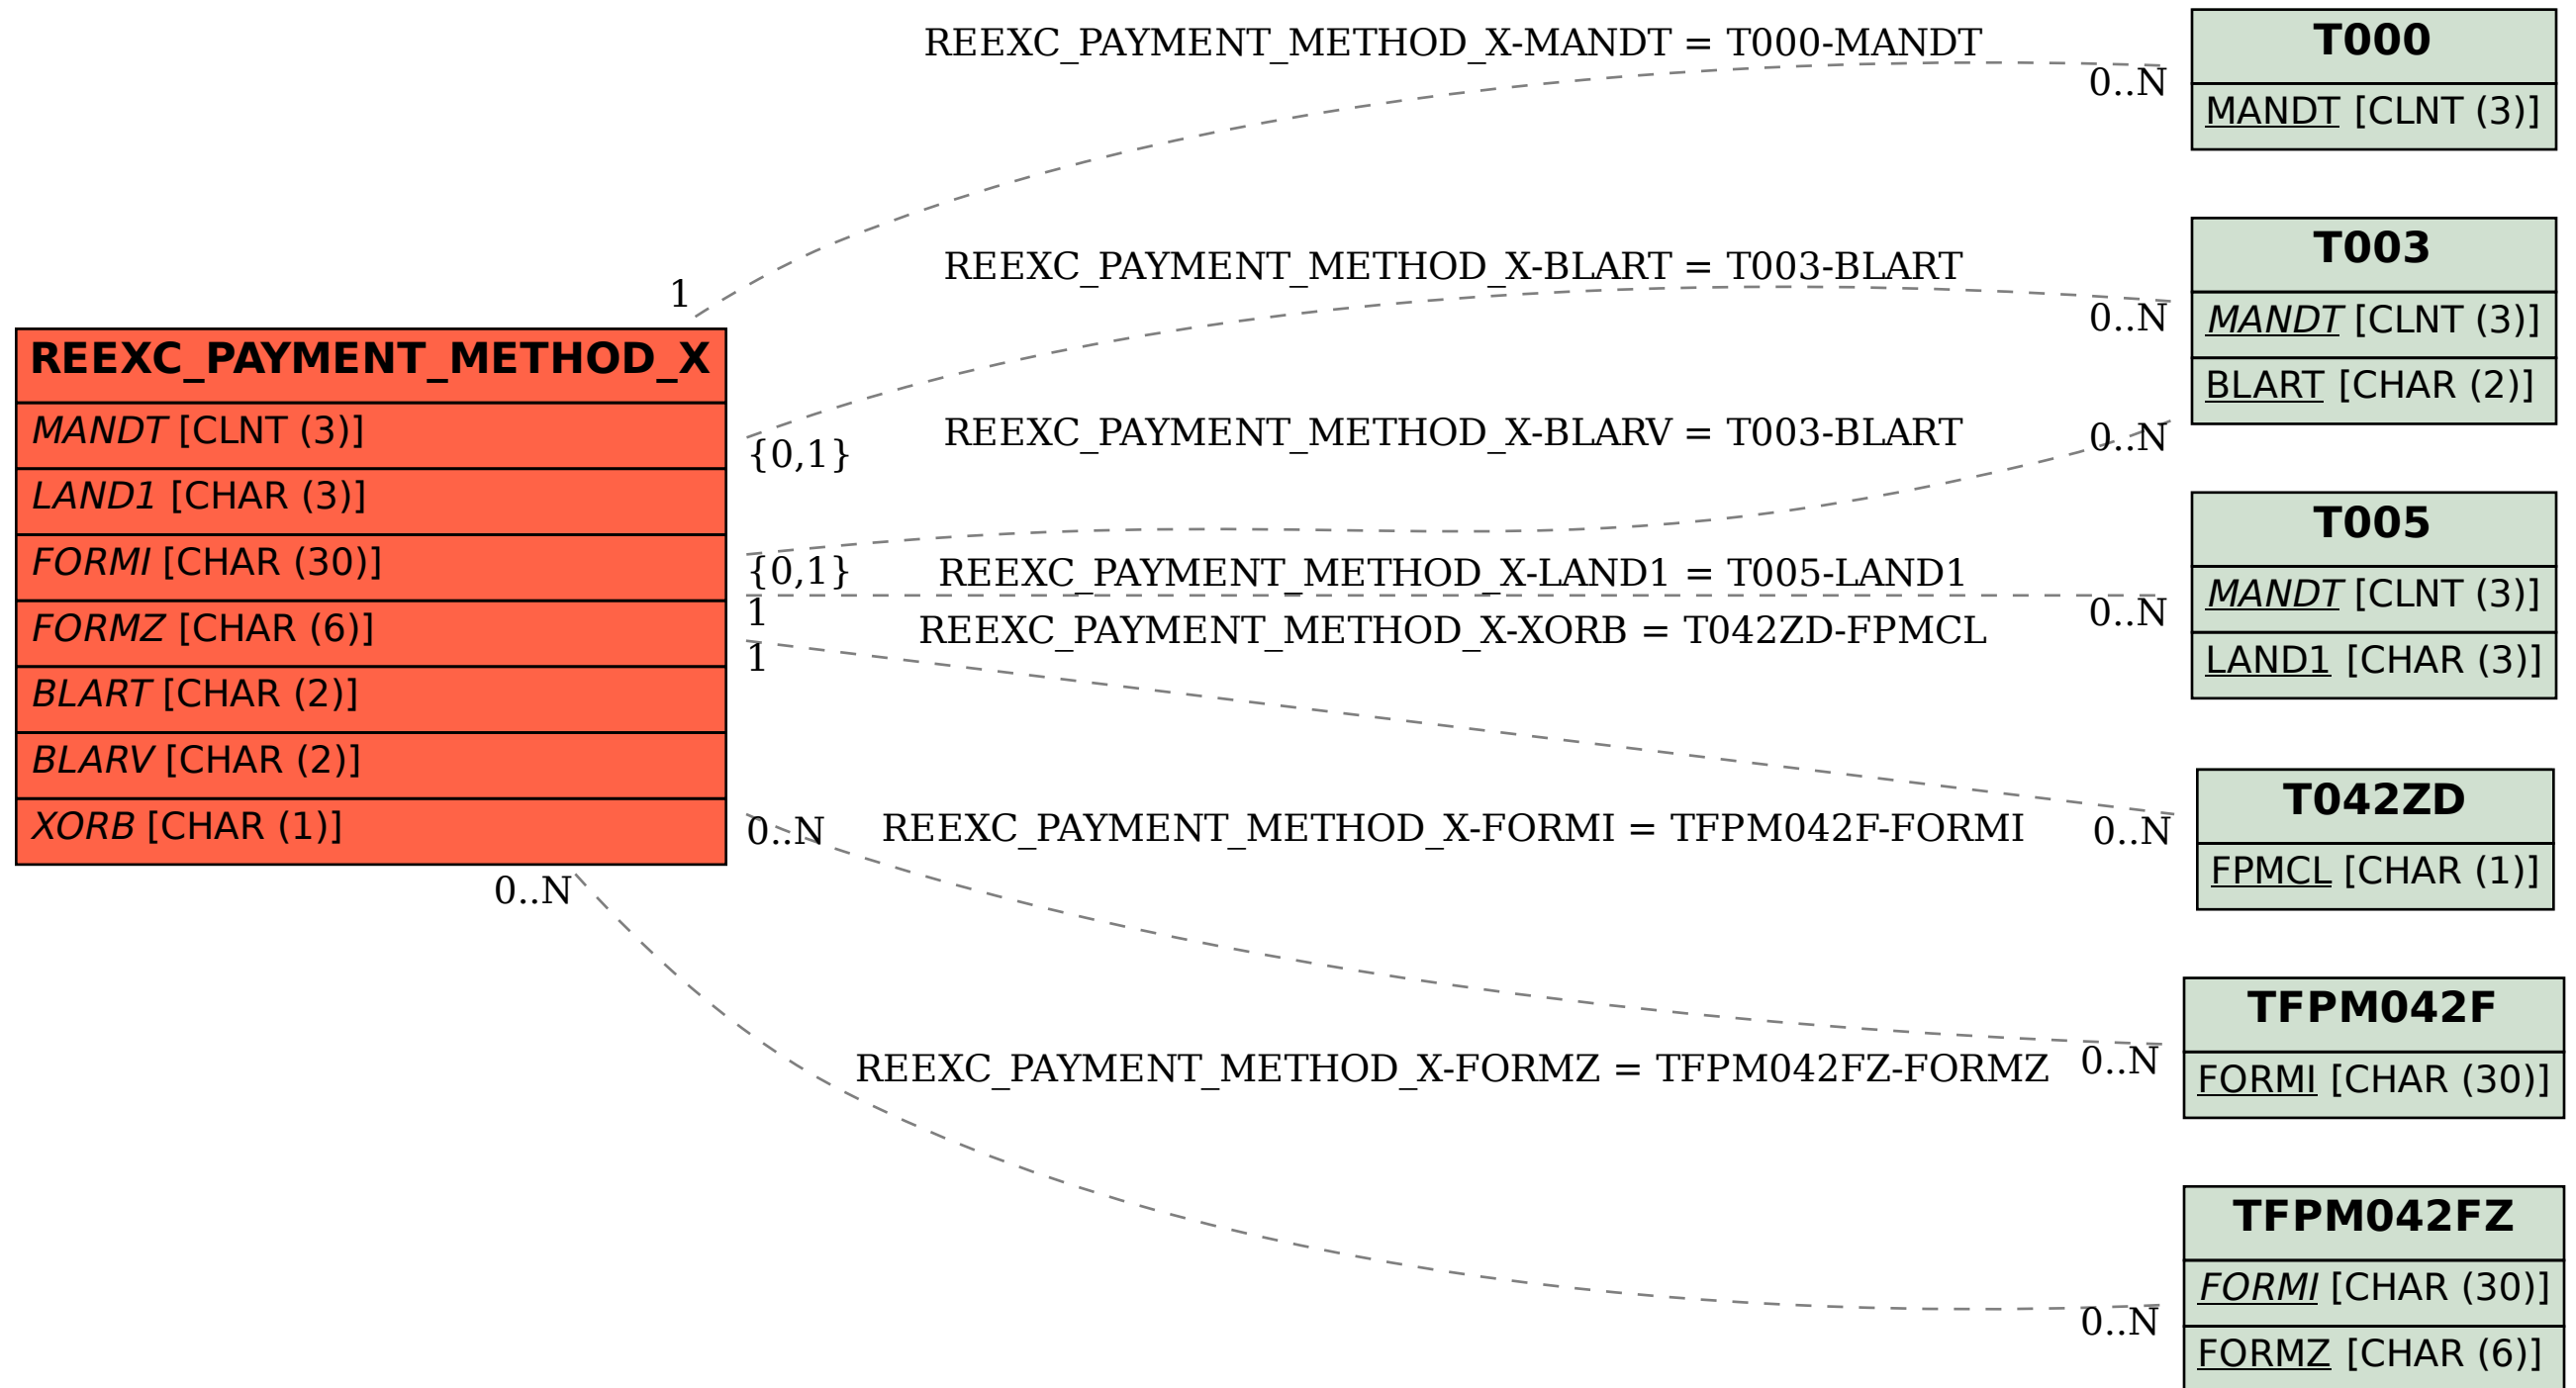 REEXC_PAYMENT_METHOD_X
MANDT [CLNT (3)]
LAND1 [CHAR (3)]
FORMI [CHAR (30)]
FORMZ [CHAR (6)]
BLART [CHAR (2)]
BLARV [CHAR (2)]
XORB [CHAR (1)]
REEXC_PAYMENT_METHOD_X-MANDT = T000-MANDT
1
0..N
REEXC_PAYMENT_METHOD_X-BLART = T003-BLART
{0,1}
0..N
REEXC_PAYMENT_METHOD_X-BLARV = T003-BLART
{0,1}
0..N
REEXC_PAYMENT_METHOD_X-LAND1 = T005-LAND1
1
0..N
REEXC_PAYMENT_METHOD_X-XORB = T042ZD-FPMCL
1
0..N
REEXC_PAYMENT_METHOD_X-FORMI = TFPM042F-FORMI
0..N
0..N
REEXC_PAYMENT_METHOD_X-FORMZ = TFPM042FZ-FORMZ
0..N
0..N
T000
MANDT [CLNT (3)]
T003
MANDT [CLNT (3)]
BLART [CHAR (2)]
T005
MANDT [CLNT (3)]
LAND1 [CHAR (3)]
T042ZD
FPMCL [CHAR (1)]
TFPM042F
FORMI [CHAR (30)]
TFPM042FZ
FORMI [CHAR (30)]
FORMZ [CHAR (6)]